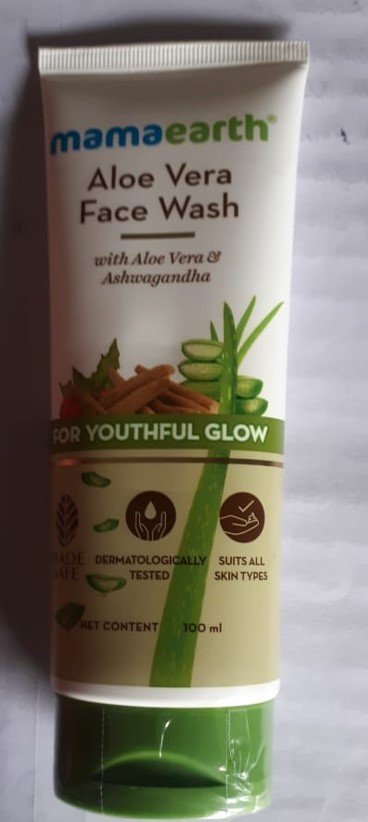 mamaearth®
Aloe Vera
Face Wash
with Aloe Vera &
Ashwagandha
FOR YOUTHFUL GLOW
MADE
SAFE
DERMATOLOGICALLY
TESTED
SUITS ALL
SKIN TYPES
NET CONTENT 100 ml